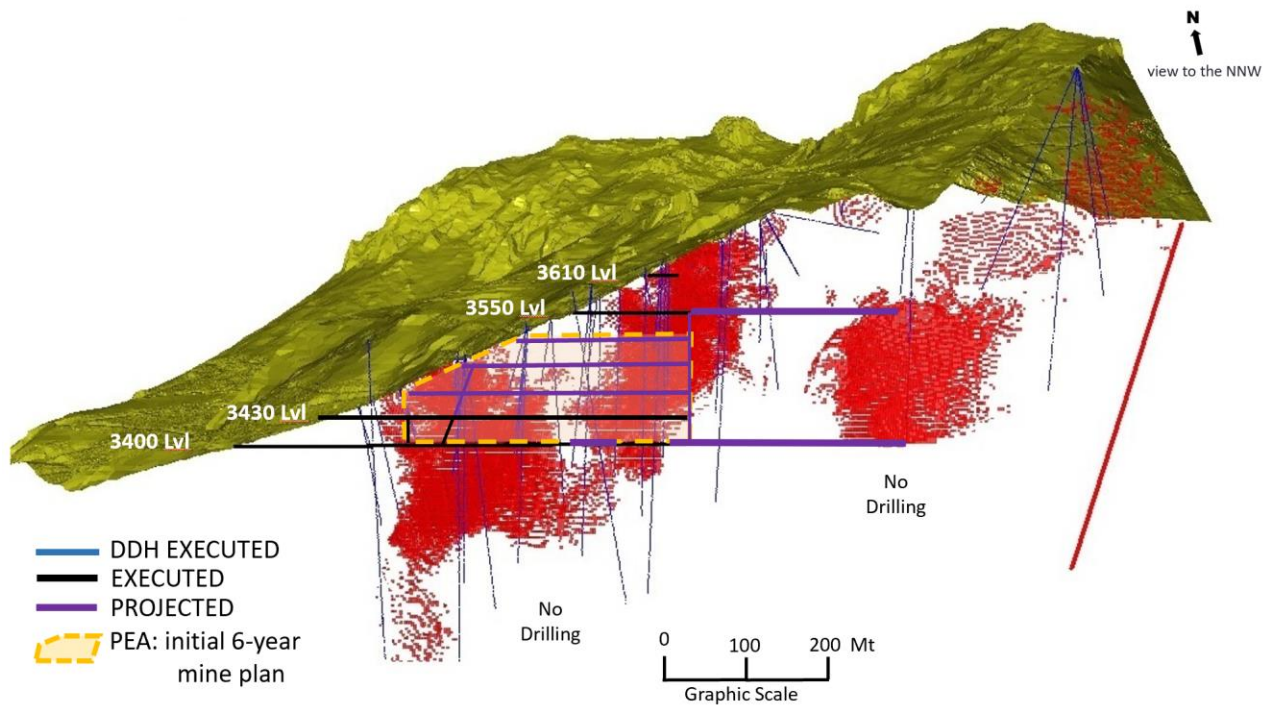 N
view to the NNW
3610 Lvl
3550 Lvl
3430 Lvl
3400 Lvl
No
Drilling
DDH EXECUTED
EXECUTED
PROJECTED
PEA: initial 6-year
mine plan
No
Drilling
0 100 200 Mt
Graphic Scale